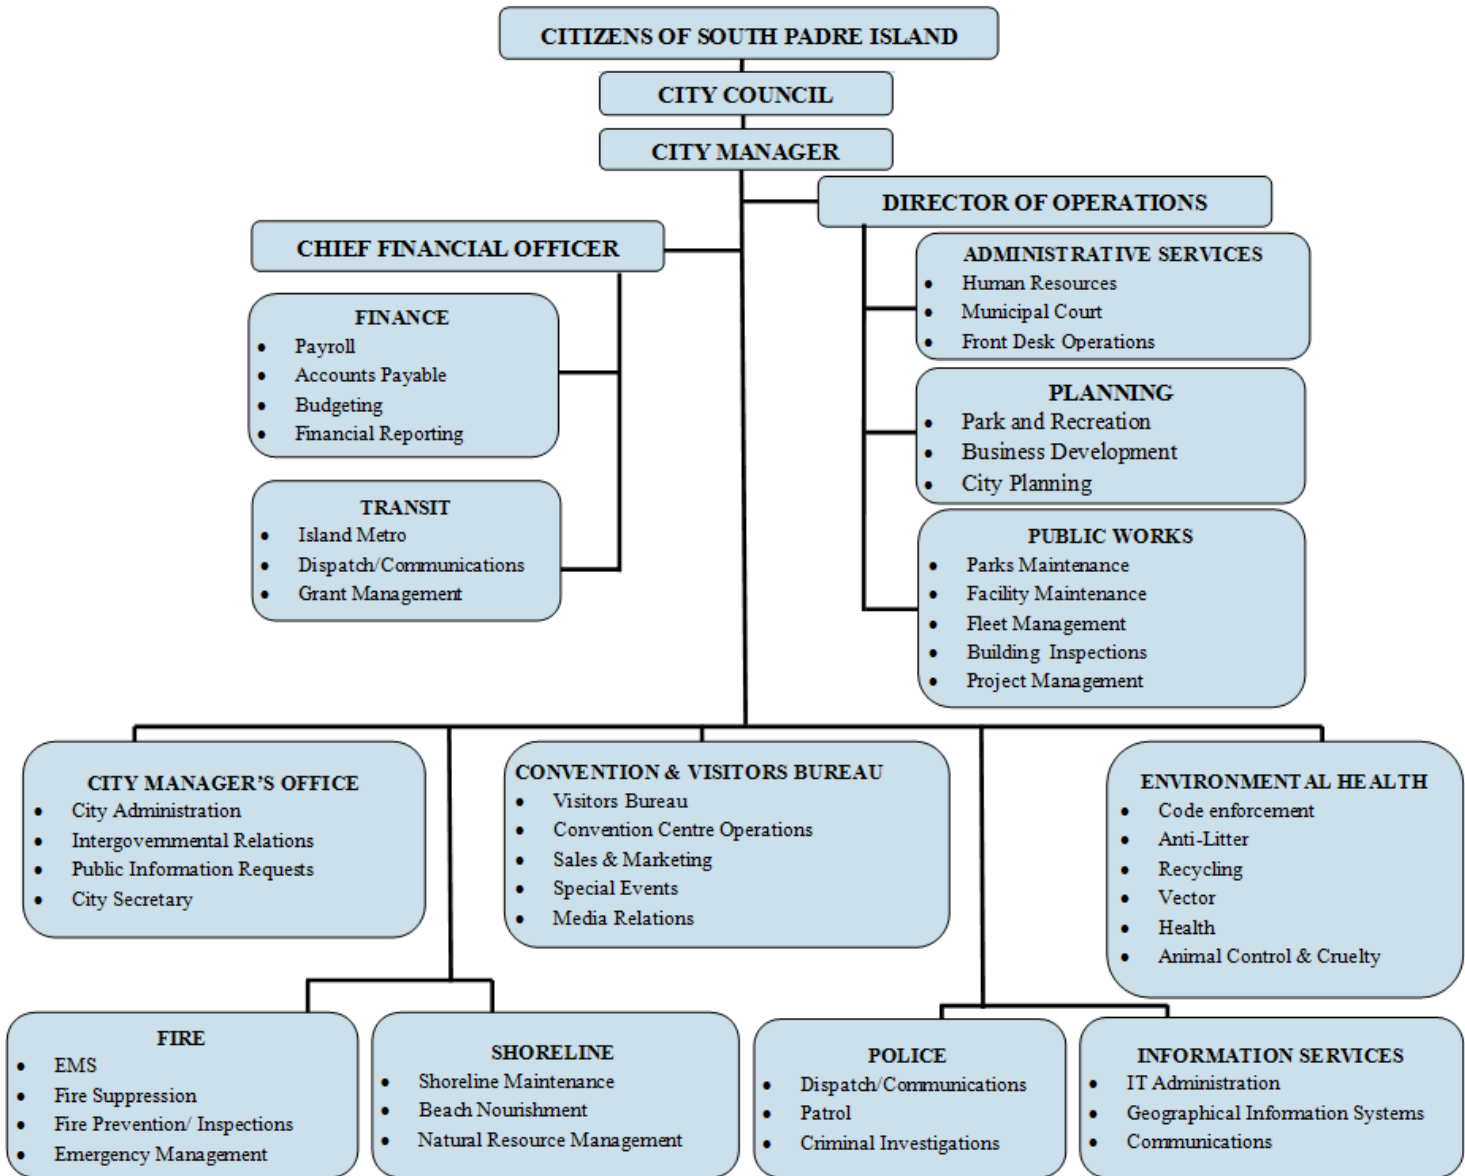 CITIZENS OF SOUTH PADRE ISLAND
CITY COUNCIL
CITY MANAGER
DIRECTOR OF OPERATIONS
CHIEF FINANCIAL OFFICER
ADMINISTRATIVE SERVICES
• Human Resources
• Municipal Court
• Front Desk Operations
FINANCE
• Payroll
• Accounts Payable
• Budgeting
• Financial Reporting
PLANNING
• Park and Recreation
• Business Development
• City Planning
TRANSIT
• Island Metro
• Dispatch/Communications
• Grant Management
PUBLIC WORKS
• Parks Maintenance
• Facility Maintenance
• Fleet Management
• Building Inspections
• Project Management
CITY MANAGER’S OFFICE
• City Administration
• Intergovernmental Relations
• Public Information Requests
• City Secretary
CONVENTION & VISITORS BUREAU
• Visitors Bureau
• Convention Centre Operations
• Sales & Marketing
• Special Events
• Media Relations
ENVIRONMENTAL HEALTH
• Code enforcement
• Anti-Litter
• Recycling
• Vector
• Health
• Animal Control & Cruelty
FIRE
• EMS
• Fire Suppression
• Fire Prevention/ Inspections
• Emergency Management
SHORELINE
• Shoreline Maintenance
• Beach Nourishment
• Natural Resource Management
POLICE
• Dispatch/Communications
• Patrol
• Criminal Investigations
INFORMATION SERVICES
• IT Administration
• Geographical Information Systems
• Communications